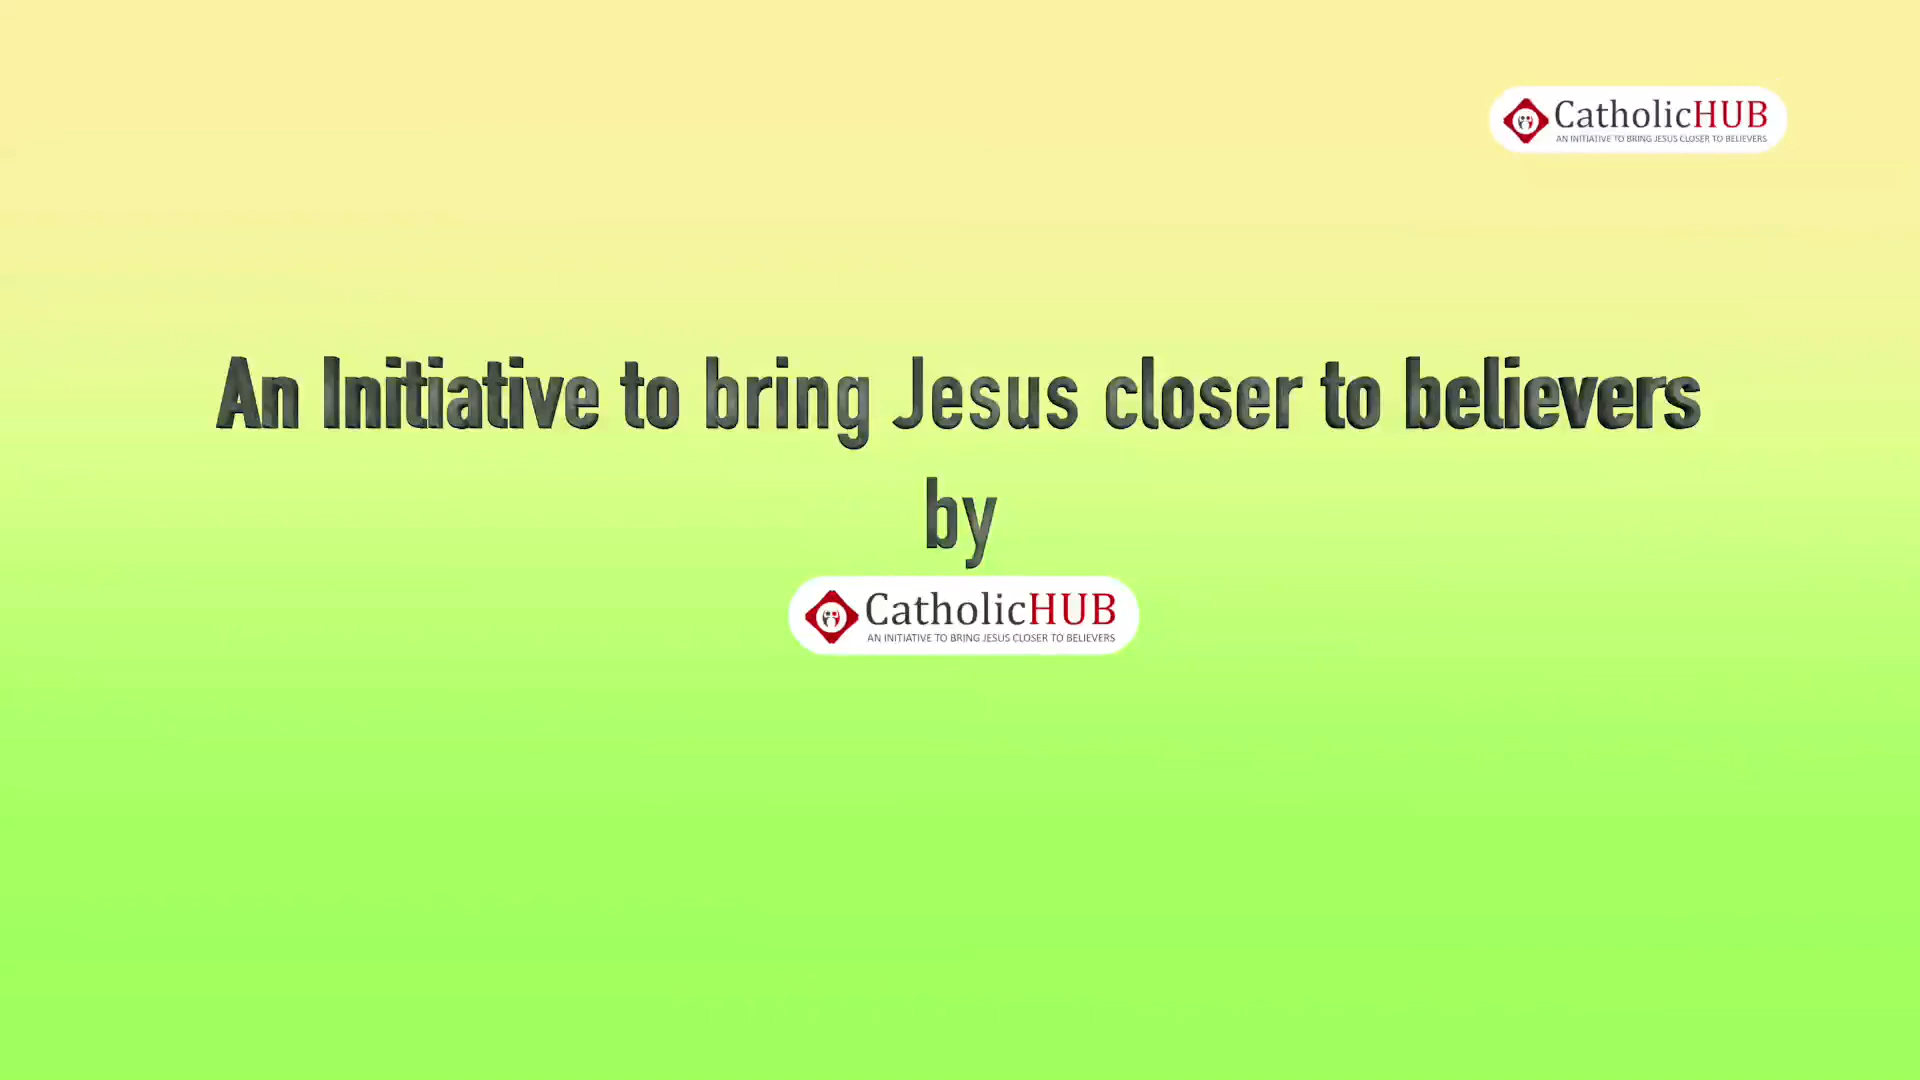 CatholicHUB
AN INITIATIVE TO BRING JESUS CLOSER TO BELIEVERS
An Initiative to bring Jesus closer to believers
by
CatholicHUB
AN INITIATIVE TO BRING JESUS CLOSER TO BELIEVERS